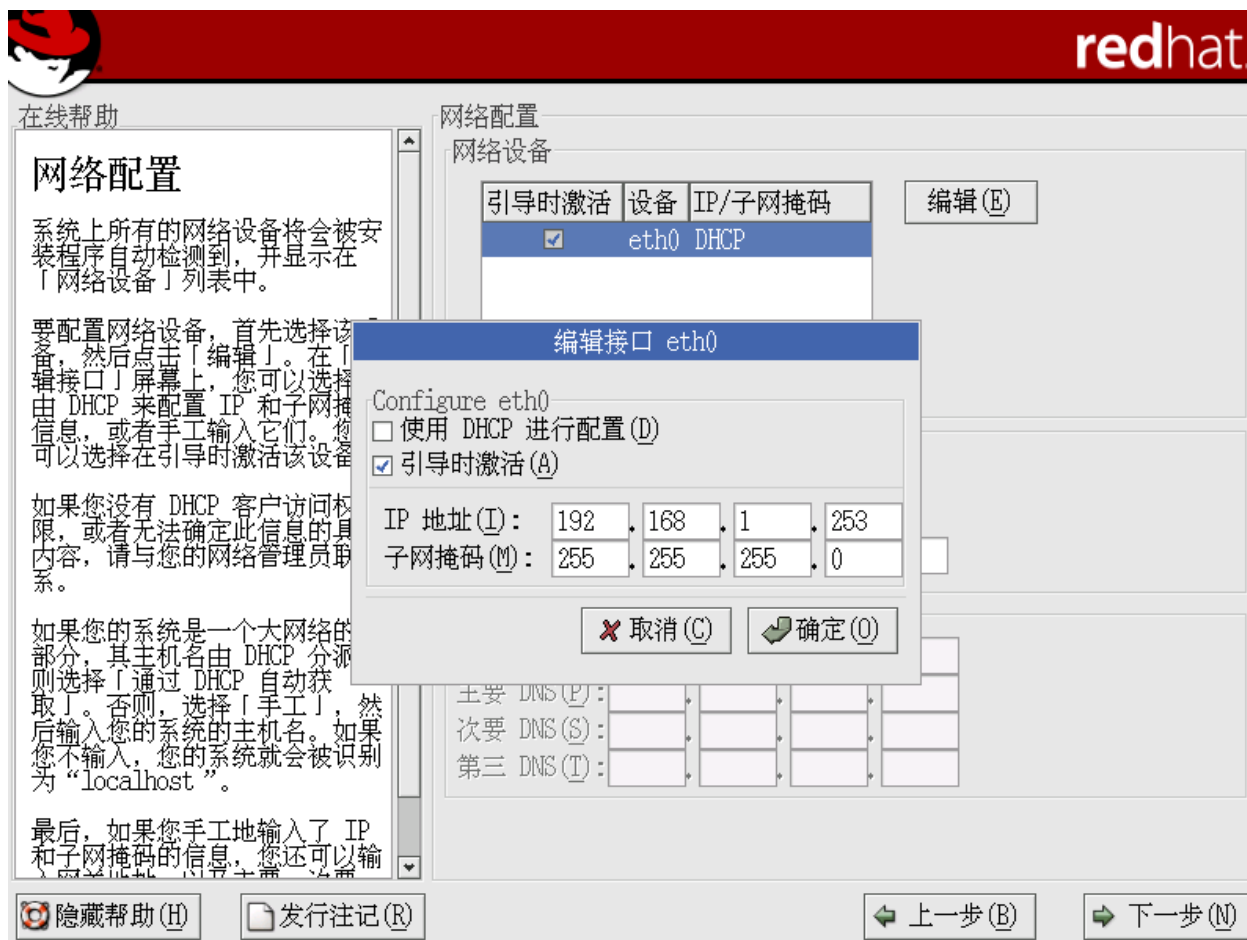 redhat.
在线帮助
网络配置
系统上所有的网络设备将会被安
装程序自动检测到，并显示在
「网络设备」列表中。
要配置网络设备，首先选择该
备，然后点击「编辑」。在「
辑接口」屏幕上，您可以选择
由 DHCP 来配置 IP 和子网掩
信息，或者手工输入它们。您
可以选择在引导时激活该设备
如果您没有 DHCP 客户访问权
限，或者无法确定此信息的具
内容，请与您的网络管理员联
系。
如果您的系统是一个大网络的
部分，其主机名由 DHCP 分派
则选择「通过 DHCP 自动获
取」。否则，选择「手工」，然
后输入您的系统的主机名。如果
您不输入，您的系统就会被识别
为“localhost”。
最后，如果您手工地输入了 IP
和子网掩码的信息，您还可以输
网络配置
网络设备
引导时激活 设备 IP/子网掩码
eth0 DHCP
编辑(E)
编辑接口 eth0
Configure eth0
使用 DHCP 进行配置(D)
引导时激活(A)
IP 地址(I): 192 . 168 . 1 . 253
子网掩码(M): 255 . 255 . 255 . 0
取消(C) 确定(O)
主要 DNS(P): . . .
次要 DNS(S): . . .
第三 DNS(T): . . .
隐藏帮助(H) 发行注记(R) 上一步(B) 下一步(N)